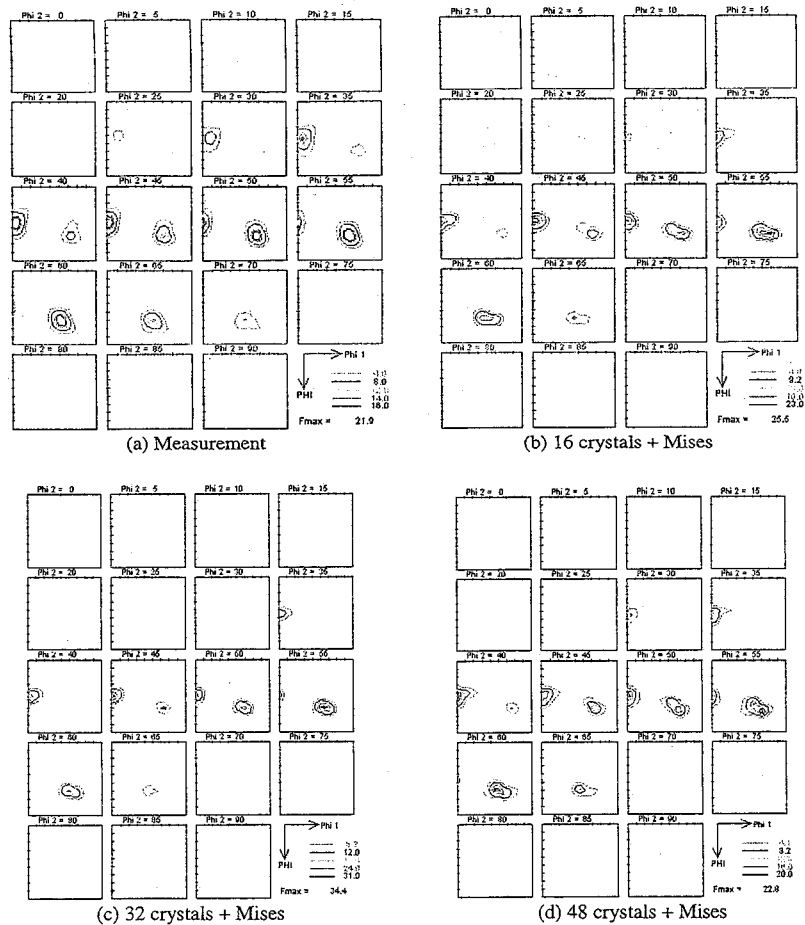 Phi 2 = 0 Phi 2 = 5 Phi 2 = 10 Phi 2 = 15
Phi 2 = 20 Phi 2 = 25 Phi 2 = 30 Phi 2 = 35
Phi 2 = 40 Phi 2 = 45 Phi 2 = 50 Phi 2 = 55
Phi 2 = 60 Phi 2 = 65 Phi 2 = 70 Phi 2 = 75
Phi 2 = 80 Phi 2 = 85 Phi 2 = 90
Phi 1
PHI
8.0
14.0
18.0
Fmax = 21.9
(a) Measurement
Phi 2 = 0 Phi 2 = 5 Phi 2 = 10 Phi 2 = 15
Phi 2 = 20 Phi 2 = 25 Phi 2 = 30 Phi 2 = 35
Phi 2 = 40 Phi 2 = 45 Phi 2 = 50 Phi 2 = 55
Phi 2 = 60 Phi 2 = 65 Phi 2 = 70 Phi 2 = 75
Phi 2 = 80 Phi 2 = 85 Phi 2 = 90
Phi 1
PHI
9.2
23.0
Fmax =
(b) 16 crystals + Mises
Phi 2 = 0 Phi 2 = 5 Phi 2 = 10 Phi 2 = 15
Phi 2 = 20 Phi 2 = 25 Phi 2 = 30 Phi 2 = 35
Phi 2 = 40 Phi 2 = 45 Phi 2 = 50 Phi 2 = 55
Phi 2 = 60 Phi 2 = 65 Phi 2 = 70 Phi 2 = 75
Phi 2 = 80 Phi 2 = 85 Phi 2 = 90
Phi 1
PHI
12.0
31.0
Fmax = 34.4
(c) 32 crystals + Mises
Phi 2 = 0 Phi 2 = 5 Phi 2 = 10 Phi 2 = 15
Phi 2 = 20 Phi 2 = 25 Phi 2 = 30 Phi 2 = 35
Phi 2 = 40 Phi 2 = 45 Phi 2 = 50 Phi 2 = 55
Phi 2 = 60 Phi 2 = 65 Phi 2 = 70 Phi 2 = 75
Phi 2 = 80 Phi 2 = 85 Phi 2 = 90
Phi 1
PHI
8.2
20.0
Fmax = 22.8
(d) 48 crystals + Mises